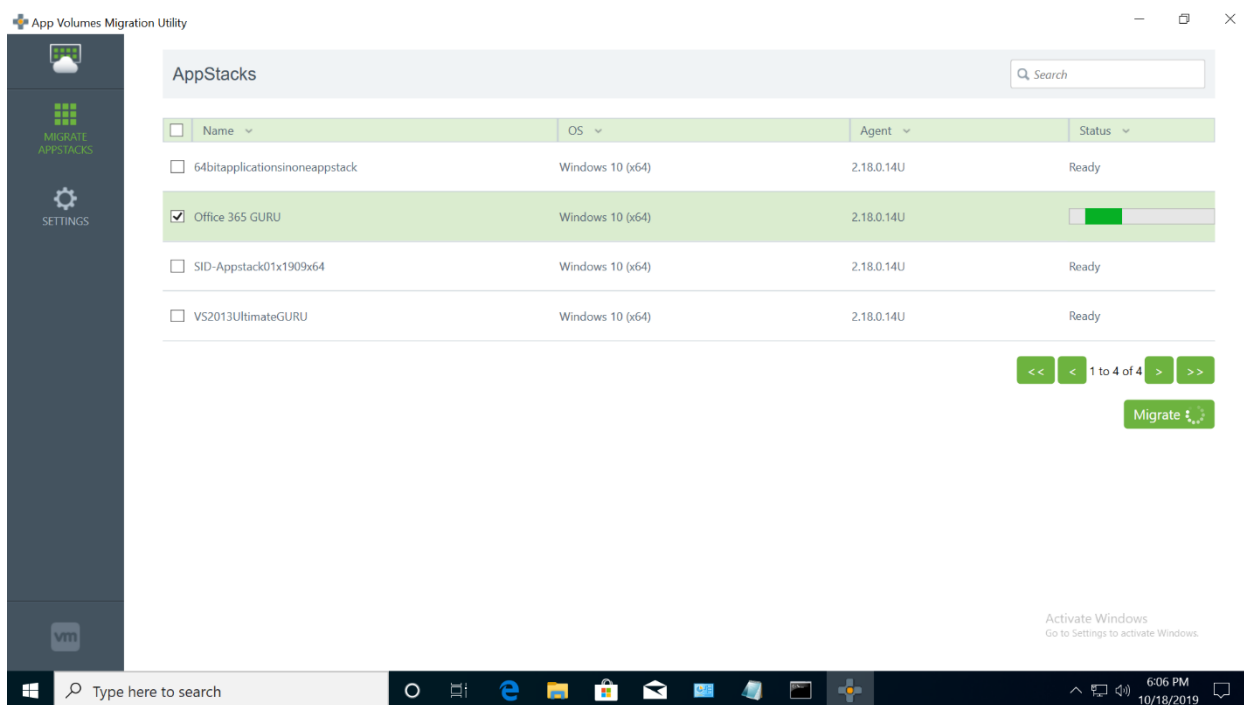 App Volumes Migration Utility
AppStacks
Search
MIGRATE
APPSTACKS
SETTINGS
Name OS Agent Status
64bitapplicationsinoneappstack Windows 10 (x64) 2.18.0.14U Ready
Office 365 GURU Windows 10 (x64) 2.18.0.14U
SID-Appstack01x1909x64 Windows 10 (x64) 2.18.0.14U Ready
VS2013UltimateGURU Windows 10 (x64) 2.18.0.14U Ready
<< < 1 to 4 of 4 > >>
Migrate
Activate Windows
Go to Settings to activate Windows.
vm
Type here to search
6:06 PM
10/18/2019